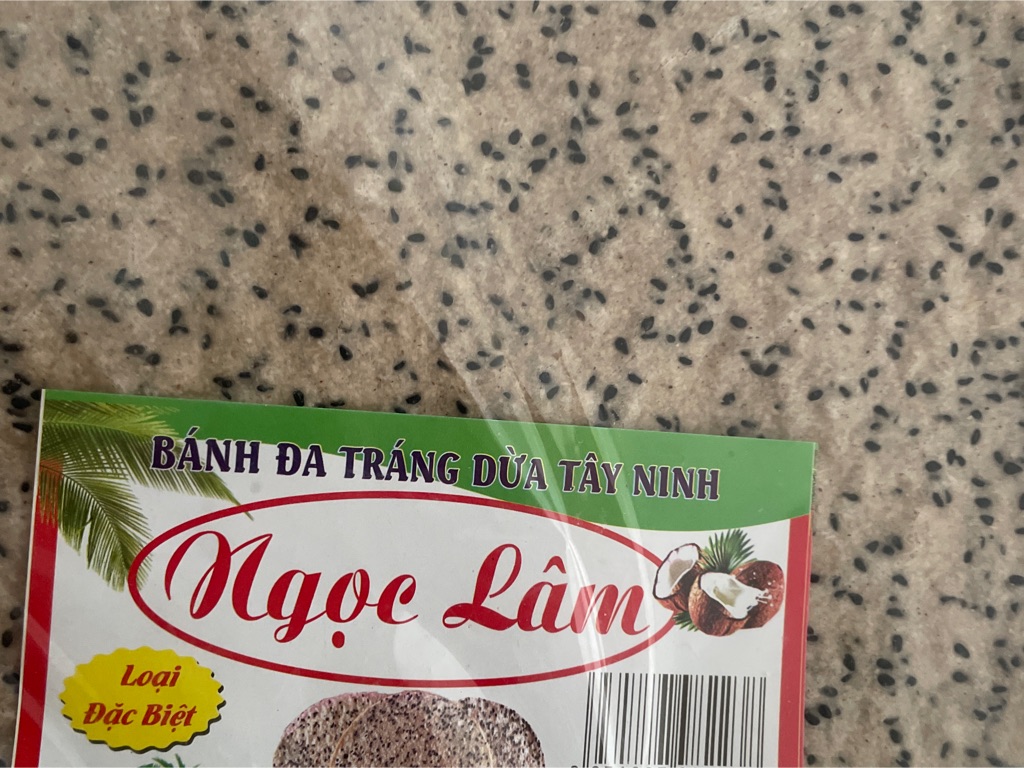 BÁNH ĐA TRÁNG DỪA TÂY NINH
Ngọc Lâm
Loại
Đặc Biệt